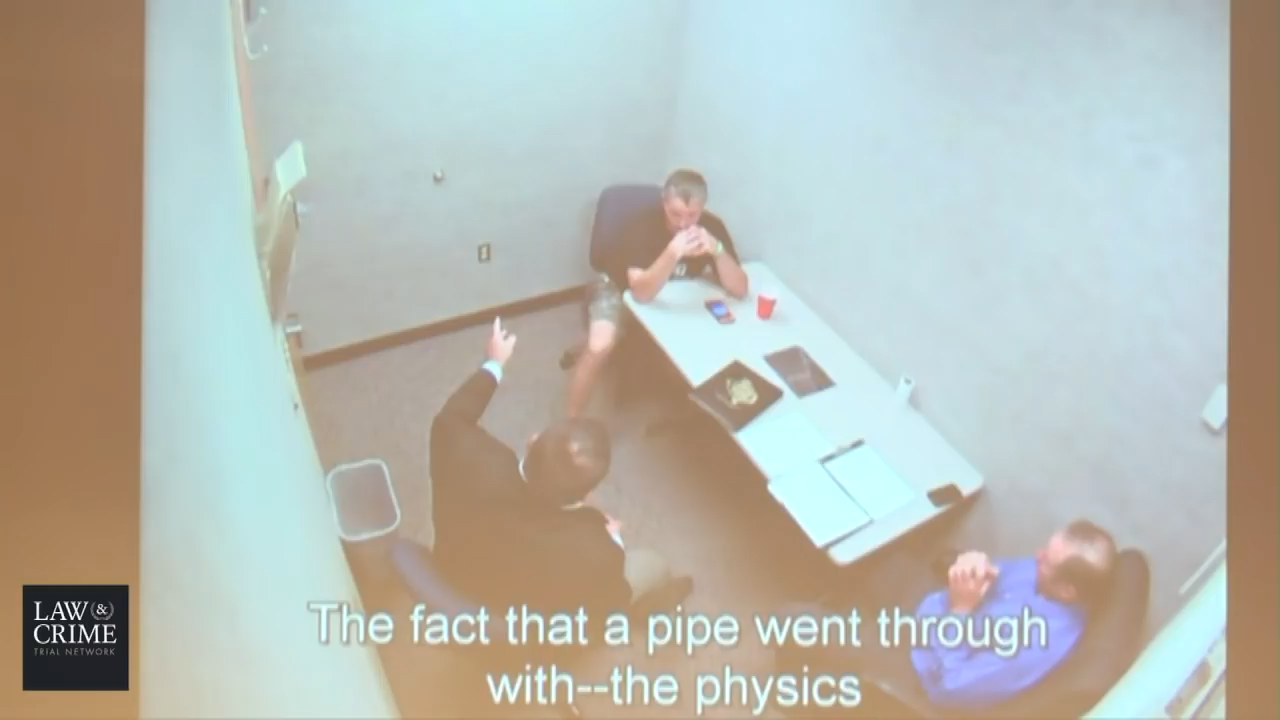 LAW &
CRIME
TRIAL NETWORK
The fact that a pipe went through
with--the physics